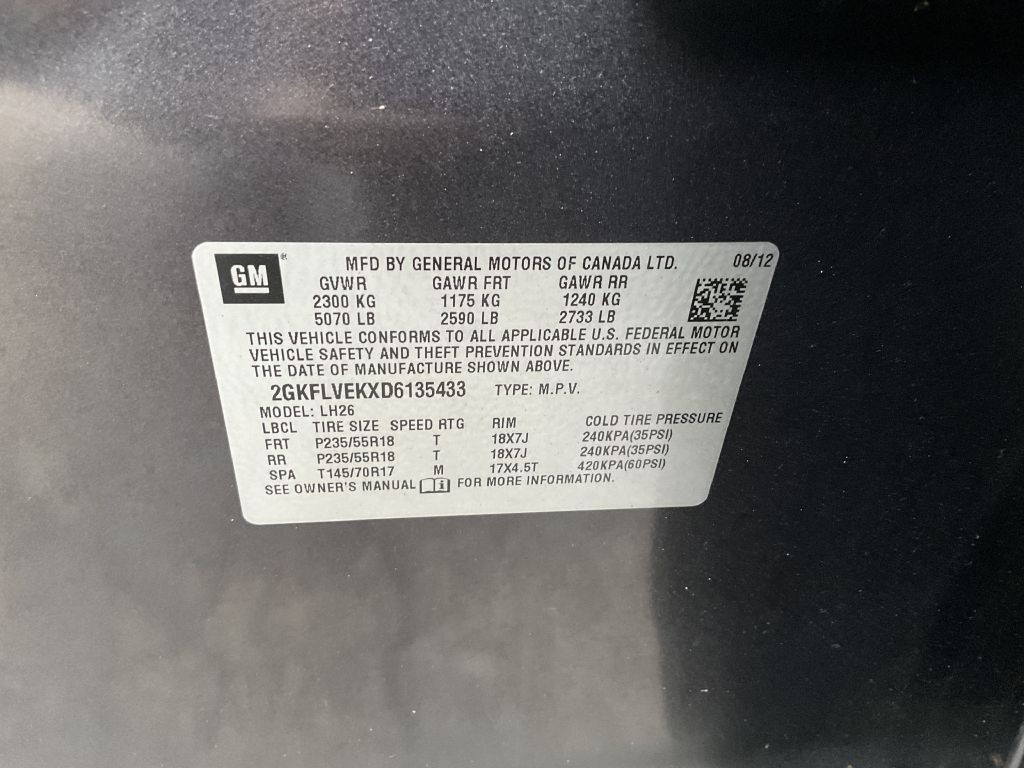 GM® MFD BY GENERAL MOTORS OF CANADA LTD. 08/12
GVWR GAWR FRT GAWR RR
2300 KG 1175 KG 1240 KG
5070 LB 2590 LB 2733 LB
THIS VEHICLE CONFORMS TO ALL APPLICABLE U.S. FEDERAL MOTOR
VEHICLE SAFETY AND THEFT PREVENTION STANDARDS IN EFFECT ON
THE DATE OF MANUFACTURE SHOWN ABOVE.
2GKFLVEKXD6135433 TYPE: M.P.V.
MODEL: LH26
LBCL TIRE SIZE SPEED RTG RIM COLD TIRE PRESSURE
FRT P235/55R18 T 18X7J 240KPA(35PSI)
RR P235/55R18 T 18X7J 240KPA(35PSI)
SPA T145/70R17 M 17X4.5T 420KPA(60PSI)
SEE OWNER'S MANUAL i FOR MORE INFORMATION.